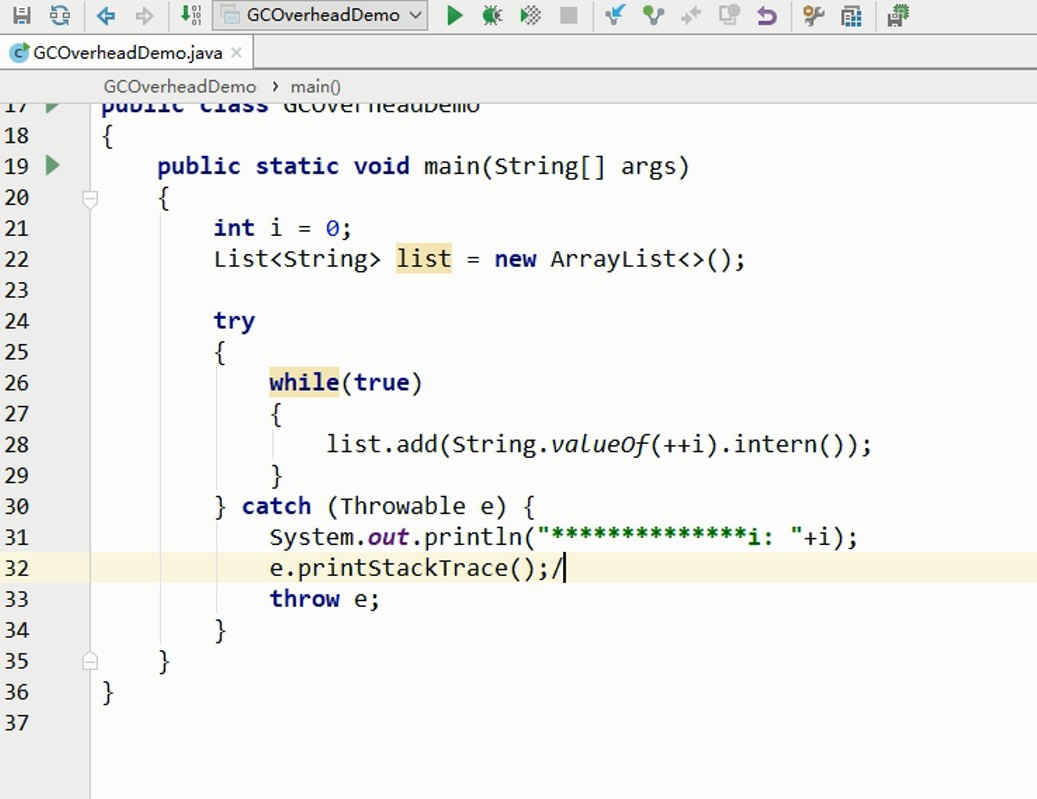 GCOverheadDemo
GCOverheadDemo.java
GCOverheadDemo › main()
17 public class GCOverheadDemo
18 {
19 public static void main(String[] args)
20 {
21 int i = 0;
22 List<String> list = new ArrayList<>();
23
24 try
25 {
26 while(true)
27 {
28 list.add(String.valueOf(++i).intern());
29 }
30 } catch (Throwable e) {
31 System.out.println("**************i: "+i);
32 e.printStackTrace();/
33 throw e;
34 }
35 }
36 }
37